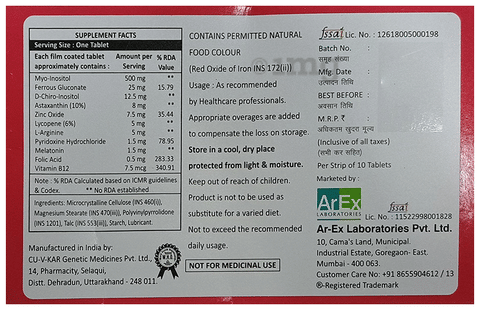 SUPPLEMENT FACTS
Serving Size : One Tablet
Each film coated tablet approximately contains : Amount per Serving % RDA Value
Myo-Inositol 500 mg **
Ferrous Gluconate 25 mg 15.79
D-Chiro-Inositol 12.5 mg **
Astaxanthin (10%) 8 mg **
Zinc Oxide 7.5 mg 35.44
Lycopene (6%) 5 mg **
L-Arginine 5 mg **
Pyridoxine Hydrochloride 1.5 mg 78.95
Melatonin 1.5 mg **
Folic Acid 0.5 mg 283.33
Vitamin B12 7.5 mcg 340.91
Note : % RDA Calculated based on ICMR guidelines
& Codex. ** No RDA established
Ingredients: Microcrystalline Cellulose (INS 460(i)),
Magnesium Stearate (INS 470(iii)), Polyvinylpyrrolidone
(INS 1201), Talc (INS 553(iii)), Starch, Lubricant.
Manufactured in India by:
CU-V-KAR Genetic Medicines Pvt. Ltd.,
14, Pharmacity, Selaqui,
Distt. Dehradun, Uttarakhand - 248 011.
CONTAINS PERMITTED NATURAL
FOOD COLOUR
(Red Oxide of Iron INS 172(ii))
Usage : As recommended
by Healthcare professionals.
Appropriate overages are added
to compensate the loss on storage.
Store in a cool, dry place
protected from light & moisture.
Keep out of reach of children.
Product is not to be used as
substitute for a varied diet.
Not to exceed the recommended
daily usage.
NOT FOR MEDICINAL USE
fssai Lic. No. : 12618005000198
Batch No. :
समूह संख्या
Mfg. Date :
उत्पादन तिथि
BEST BEFORE :
अवसान तिथि
M.R.P. ₹ :
अधिकतम खुदरा मूल्य
(Inclusive of all taxes)
(सभी कर सहित)
Per Strip of 10 Tablets
Marketed by :
ArEx
LABORATORIES
fssai
Lic. No. : 11522998001828
Ar-Ex Laboratories Pvt. Ltd.
10, Cama's Land, Municipal.
Industrial Estate, Goregaon- East.
Mumbai - 400 063.
Customer Care No: +91 8655904612 / 13
®-Registered Trademark